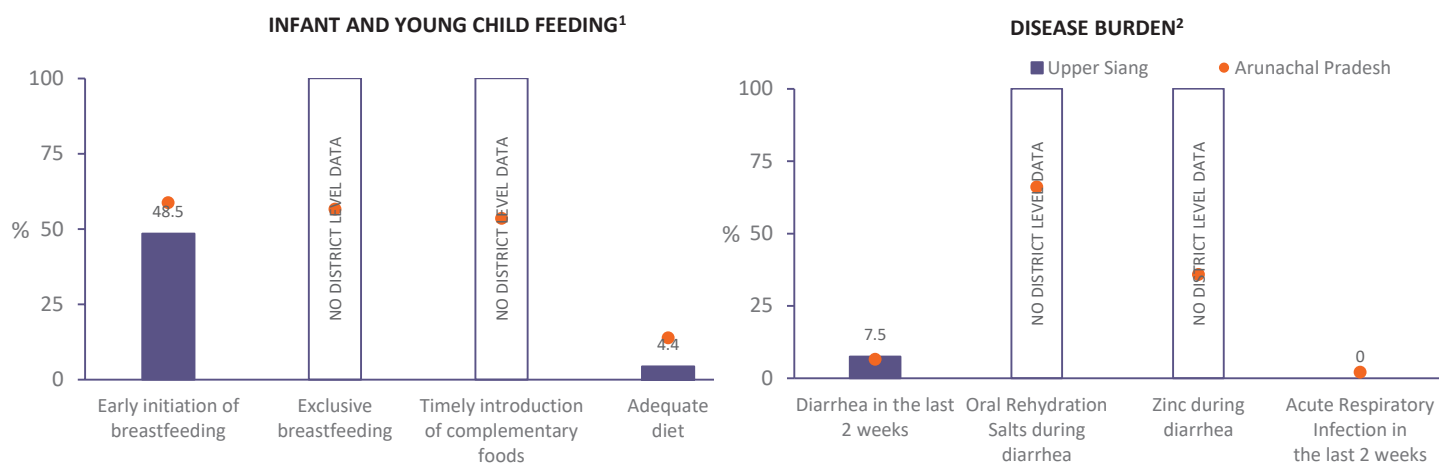 INFANT AND YOUNG CHILD FEEDING¹
100
75
50
25
0
%
48.5
NO DISTRICT LEVEL DATA
NO DISTRICT LEVEL DATA
4.4
Early initiation of
breastfeeding
Exclusive
breastfeeding
Timely introduction
of complementary
foods
Adequate
diet
DISEASE BURDEN²
Upper Siang
Arunachal Pradesh
100
75
50
25
0
%
7.5
NO DISTRICT LEVEL DATA
NO DISTRICT LEVEL DATA
0
Diarrhea in the last
2 weeks
Oral Rehydration
Salts during
diarrhea
Zinc during
diarrhea
Acute Respiratory
Infection in
the last 2 weeks